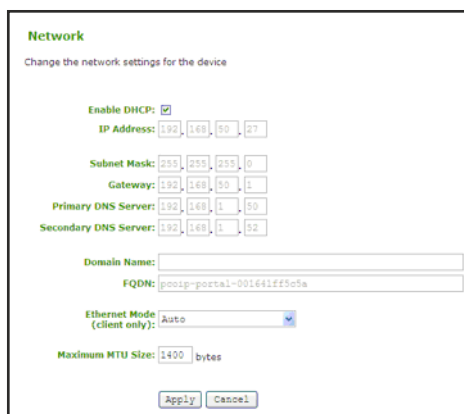 Network
Change the network settings for the device
Enable DHCP:
IP Address: 192 . 168 . 50 . 27
Subnet Mask: 255 . 255 . 255 . 0
Gateway: 192 . 168 . 50 . 1
Primary DNS Server: 192 . 168 . 1 . 50
Secondary DNS Server: 192 . 168 . 1 . 52
Domain Name:
FQDN: pcoip-portal-001641ff5c5a
Ethernet Mode
(client only): Auto
Maximum MTU Size: 1400 bytes
Apply Cancel